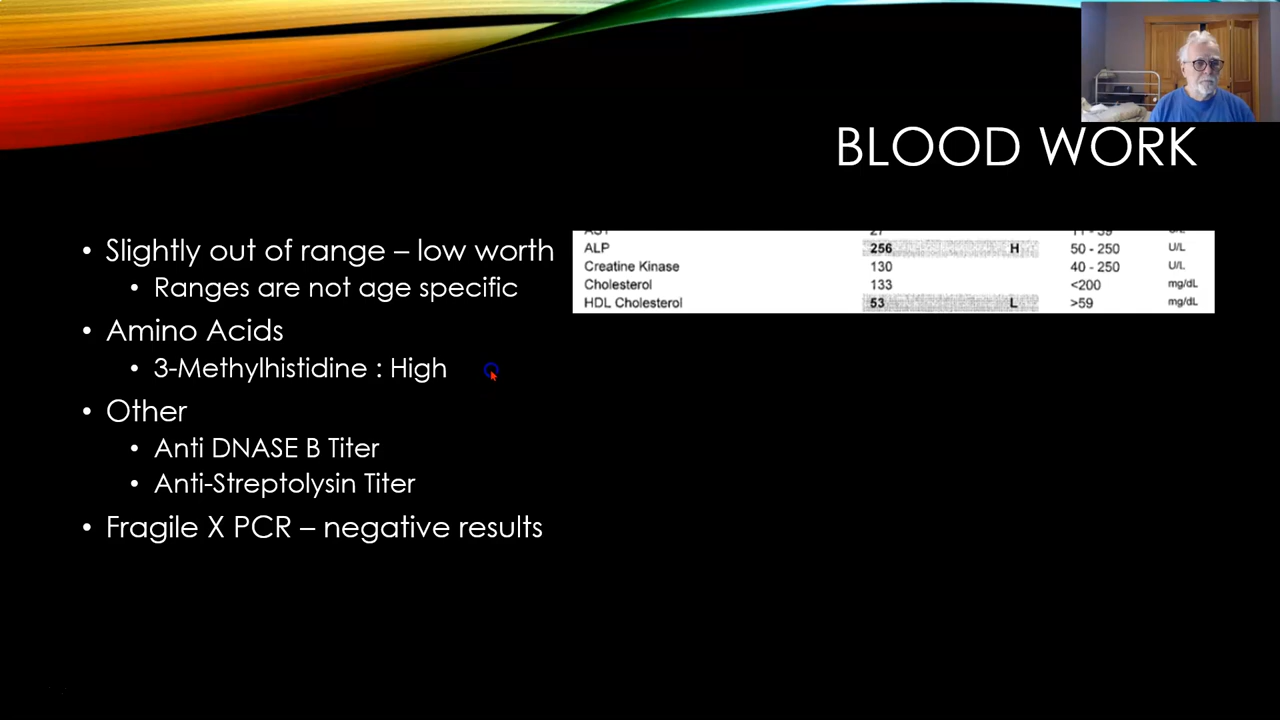 BLOOD WORK
• Slightly out of range – low worth
• Ranges are not age specific
• Amino Acids
• 3-Methylhistidine : High
• Other
• Anti DNASE B Titer
• Anti-Streptolysin Titer
• Fragile X PCR – negative results
ALP 256 H 50 - 250 U/L
Creatine Kinase 130 40 - 250 U/L
Cholesterol 133 <200 mg/dL
HDL Cholesterol 53 L >59 mg/dL